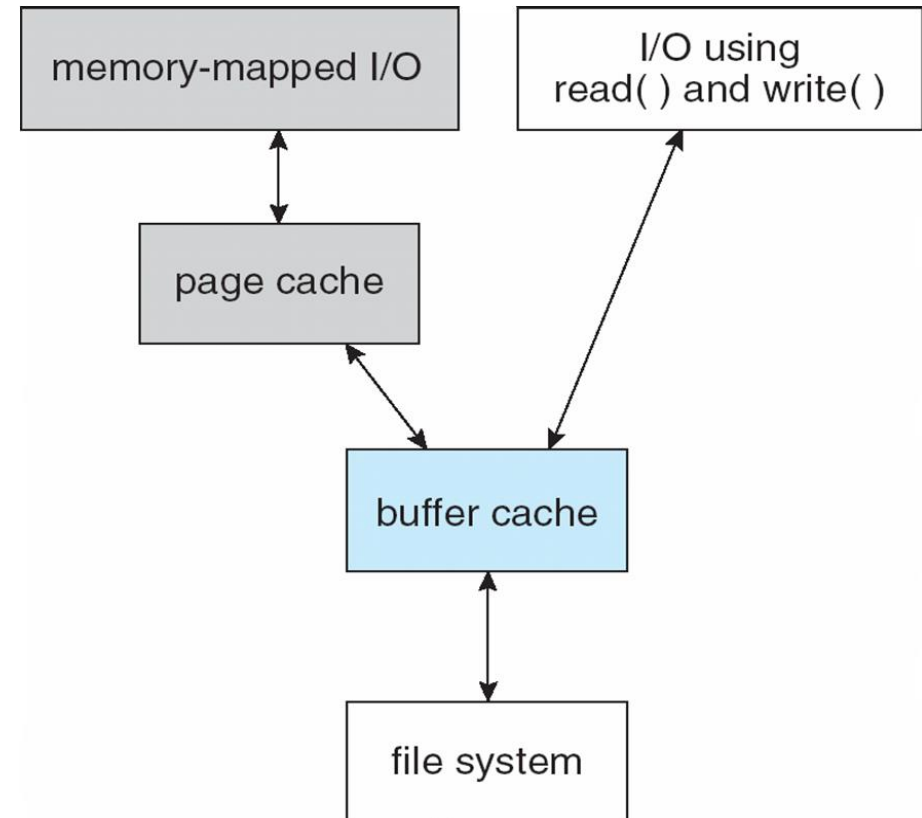 memory-mapped I/O
I/O using
read( ) and write( )
page cache
buffer cache
file system